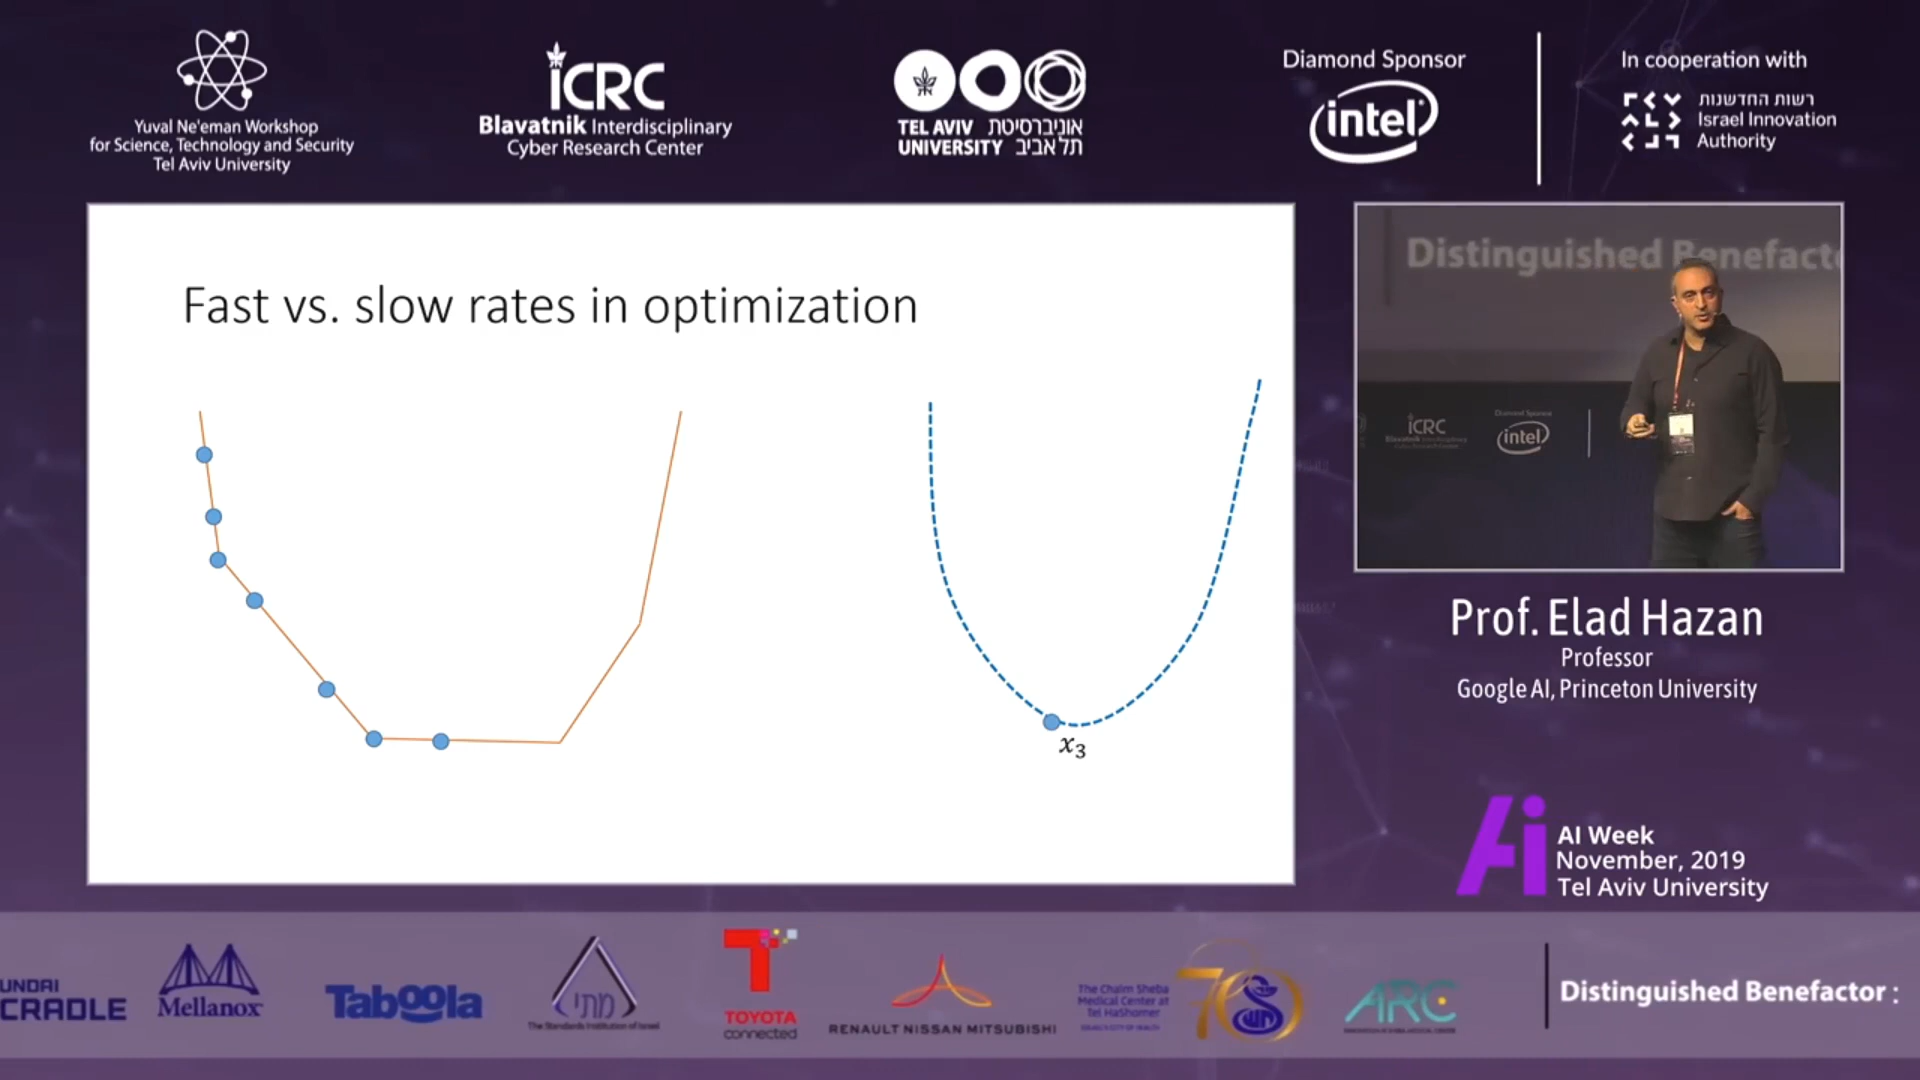 Yuval Ne'eman Workshop
for Science, Technology and Security
Tel Aviv University
ICRC
Blavatnik Interdisciplinary
Cyber Research Center
TEL AVIV אוניברסיטת
UNIVERSITY תל אביב
Diamond Sponsor
intel
In cooperation with
רשות החדשנות
Israel Innovation
Authority
Fast vs. slow rates in optimization
x₃
Distinguished Benefacto
ICRC
Blavatnik Interdisciplinary
Diamond Sponsor
intel
Prof. Elad Hazan
Professor
Google AI, Princeton University
Ai
AI Week
November, 2019
Tel Aviv University
UNDAI
CRADLE
Mellanox
Taboola
מתי
The Standards Institution of Israel
TOYOTA
connected
RENAULT NISSAN MITSUBISHI
The Chaim Sheba
Medical Center at
Tel HaShomer
70
ARC
Distinguished Benefactor :